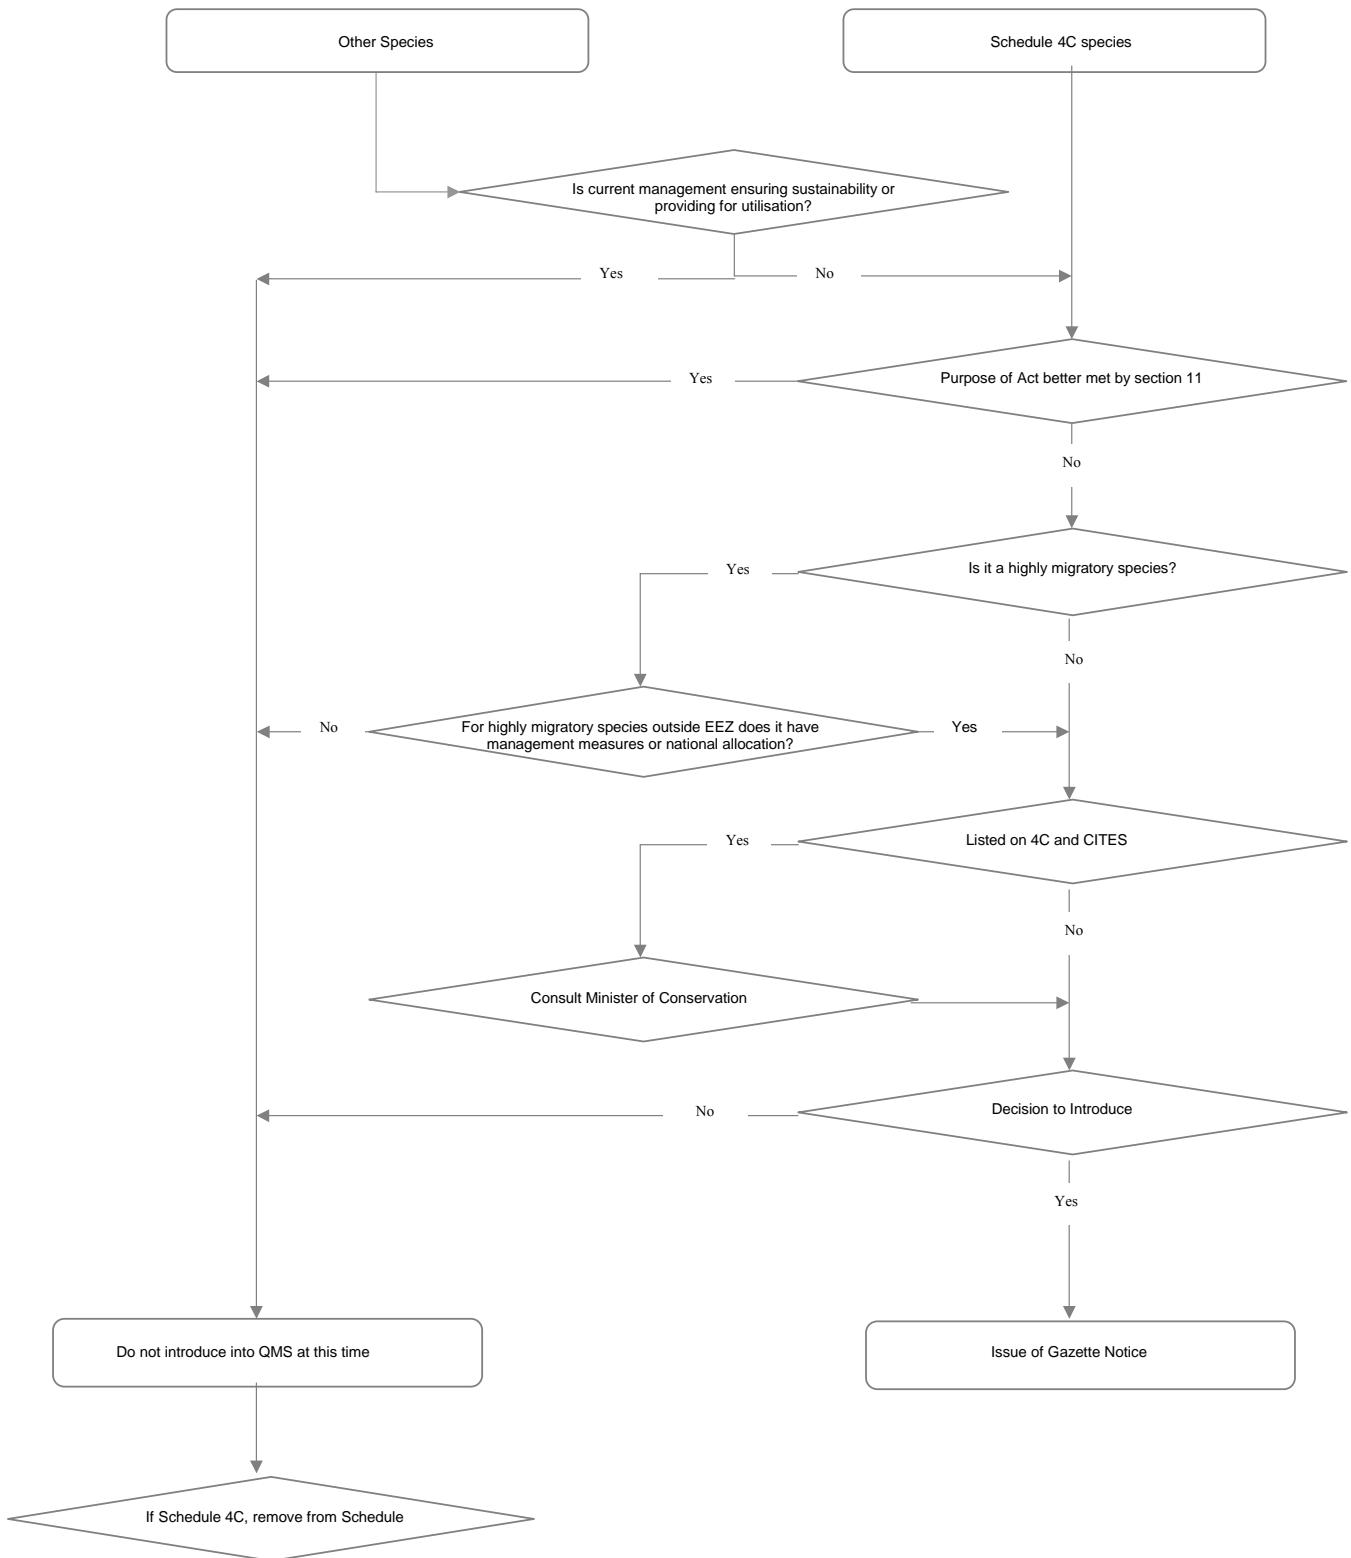 Other Species
Schedule 4C species
Is current management ensuring sustainability or
providing for utilisation?
Yes
No
Yes
Purpose of Act better met by section 11
No
Yes
Is it a highly migratory species?
No
No
For highly migratory species outside EEZ does it have
management measures or national allocation?
Yes
Yes
Listed on 4C and CITES
No
Consult Minister of Conservation
No
Decision to Introduce
Yes
Do not introduce into QMS at this time
Issue of Gazette Notice
If Schedule 4C, remove from Schedule